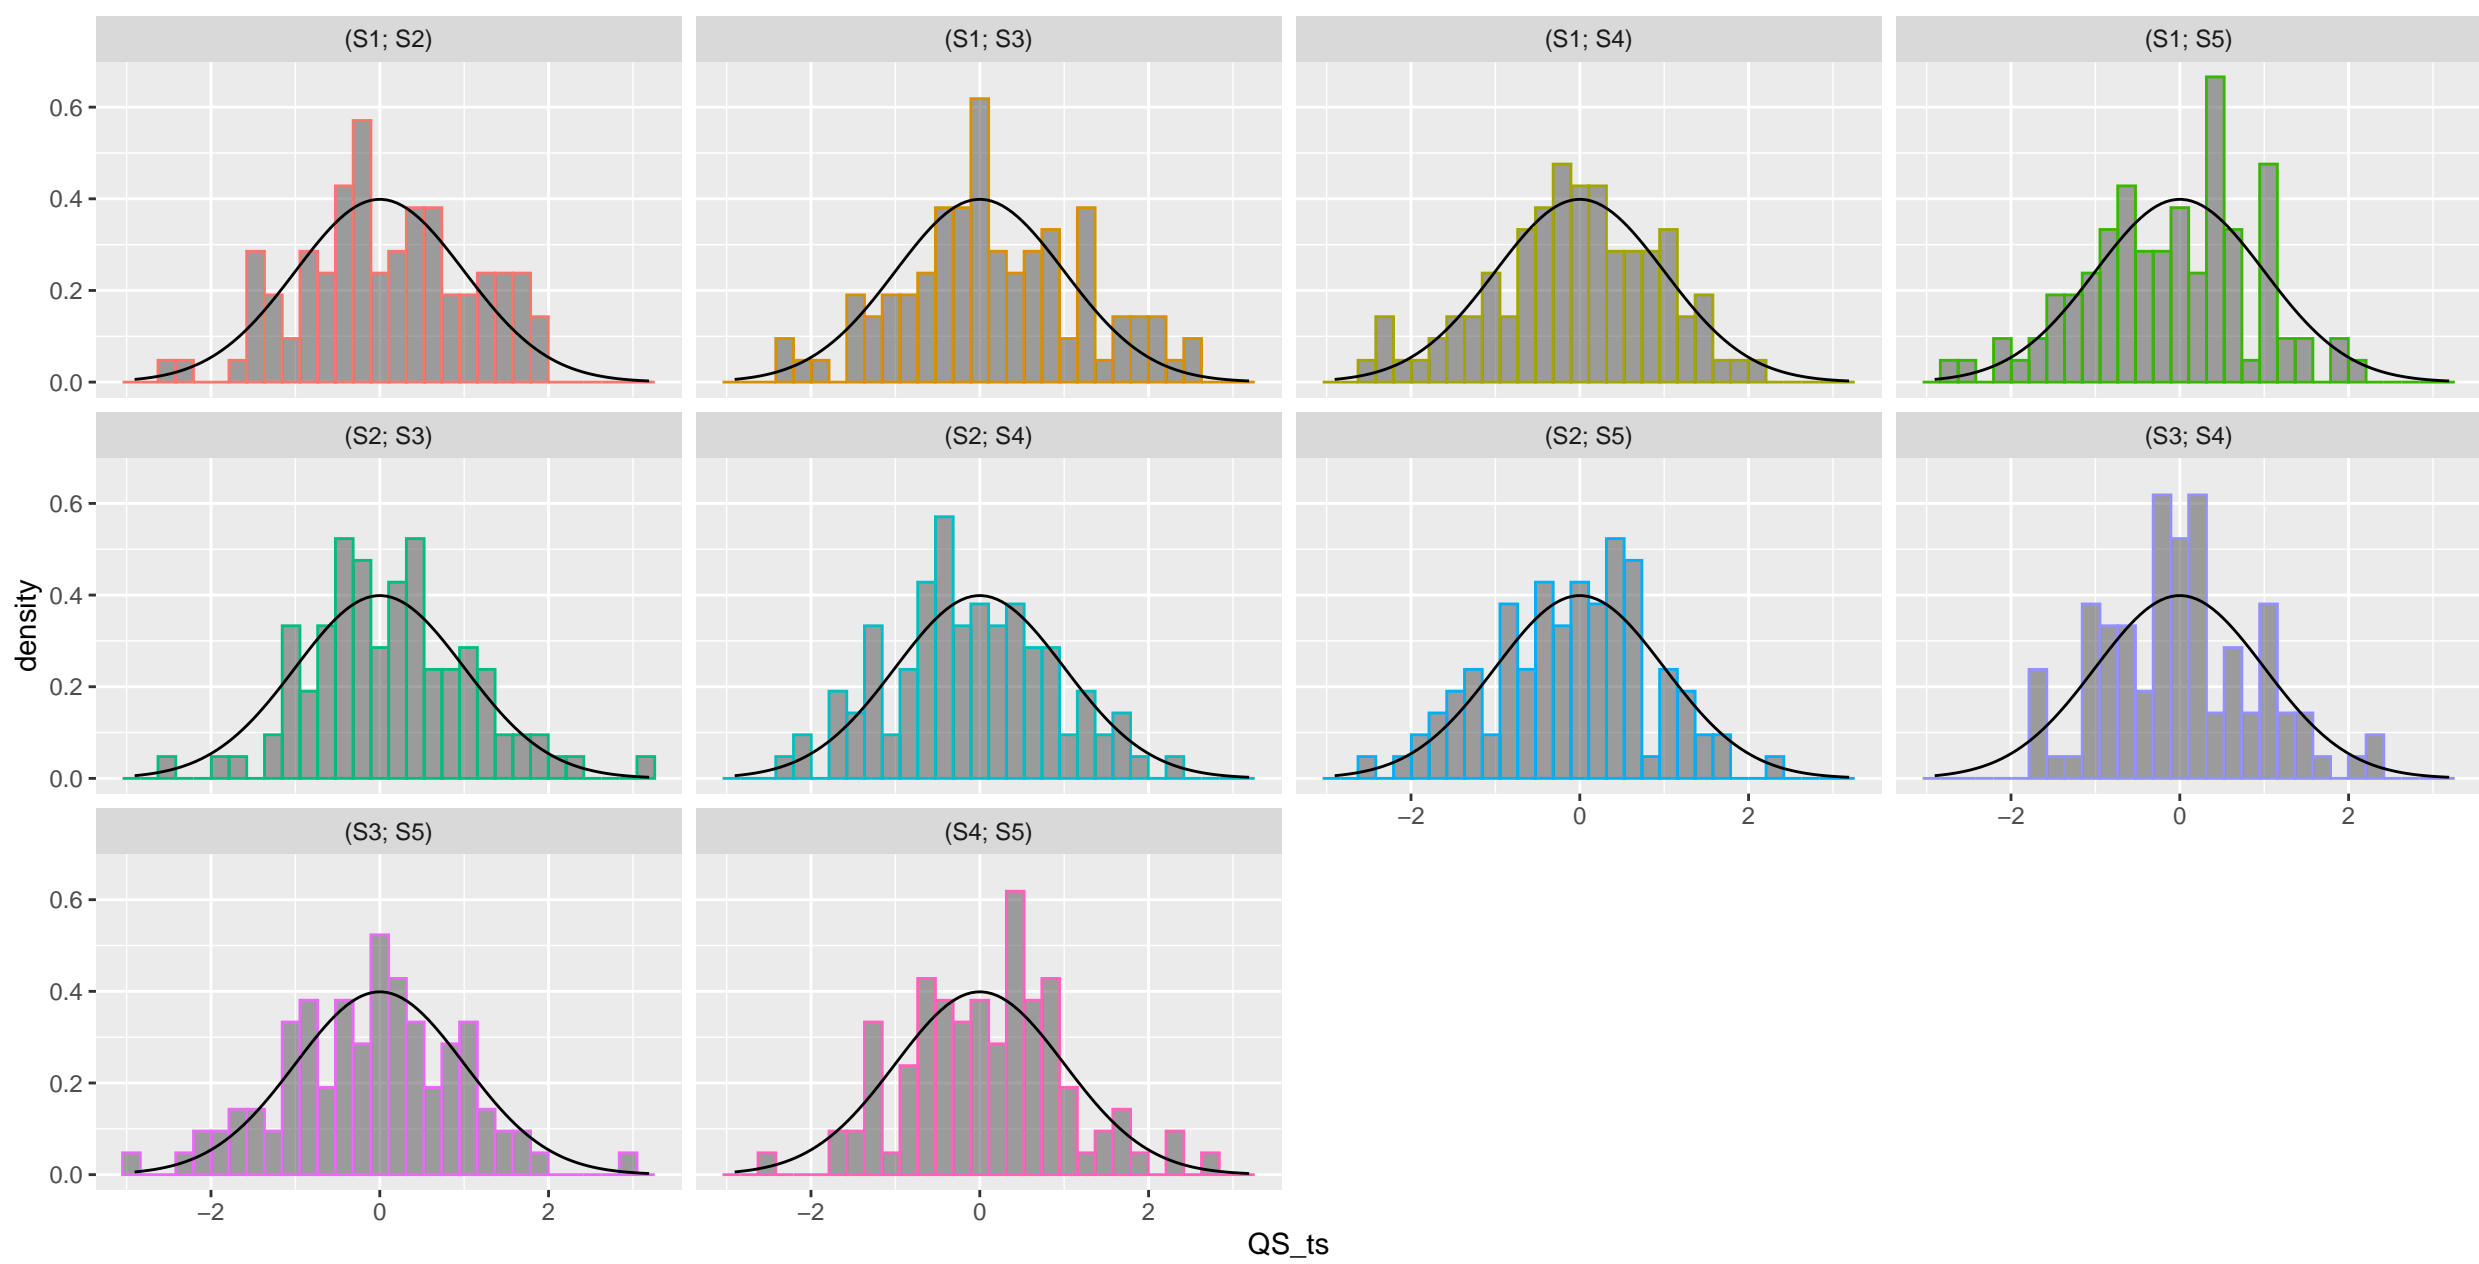 (S1; S2) (S1; S3) (S1; S4) (S1; S5)
0.6
0.4
0.2
0.0
(S2; S3) (S2; S4) (S2; S5) (S3; S4)
0.6
0.4
0.2
0.0
−2 0 2 −2 0 2
(S3; S5) (S4; S5)
0.6
0.4
0.2
0.0
−2 0 2 −2 0 2
density
QS_ts